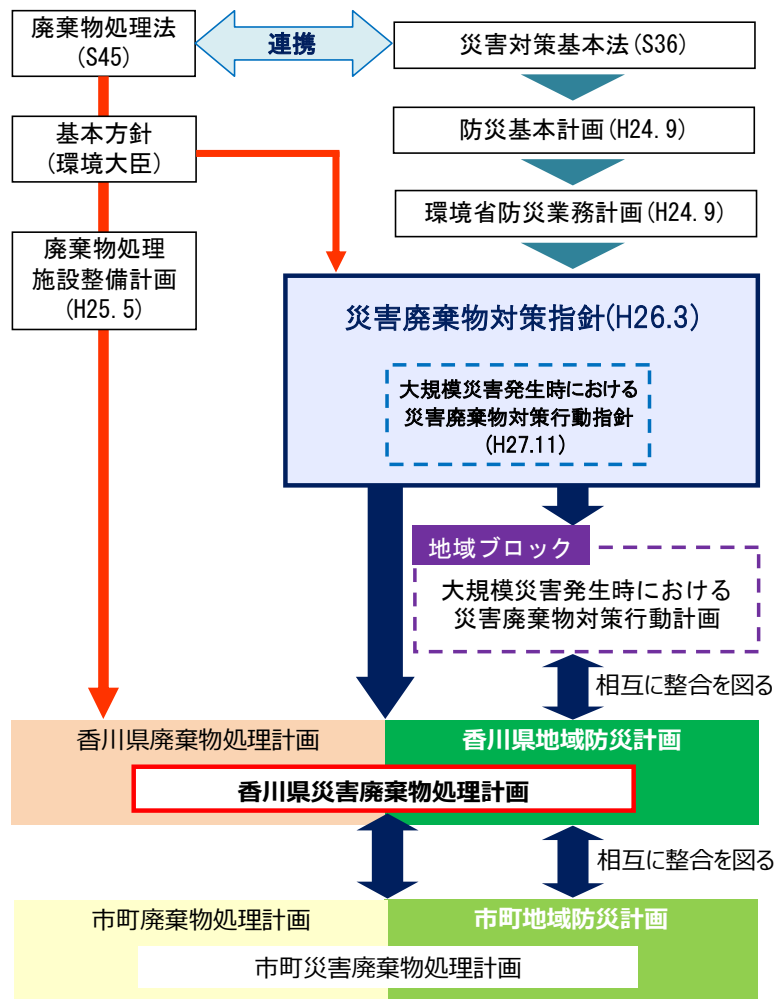 廃棄物処理法
(S45)
連携
災害対策基本法(S36)
基本方針
(環境大臣)
防災基本計画(H24.9)
環境省防災業務計画(H24.9)
廃棄物処理
施設整備計画
(H25.5)
災害廃棄物対策指針(H26.3)
大規模災害発生時における
災害廃棄物対策行動指針
(H27.11)
地域ブロック
大規模災害発生時における
災害廃棄物対策行動計画
相互に整合を図る
香川県廃棄物処理計画
香川県地域防災計画
香川県災害廃棄物処理計画
相互に整合を図る
市町廃棄物処理計画
市町地域防災計画
市町災害廃棄物処理計画